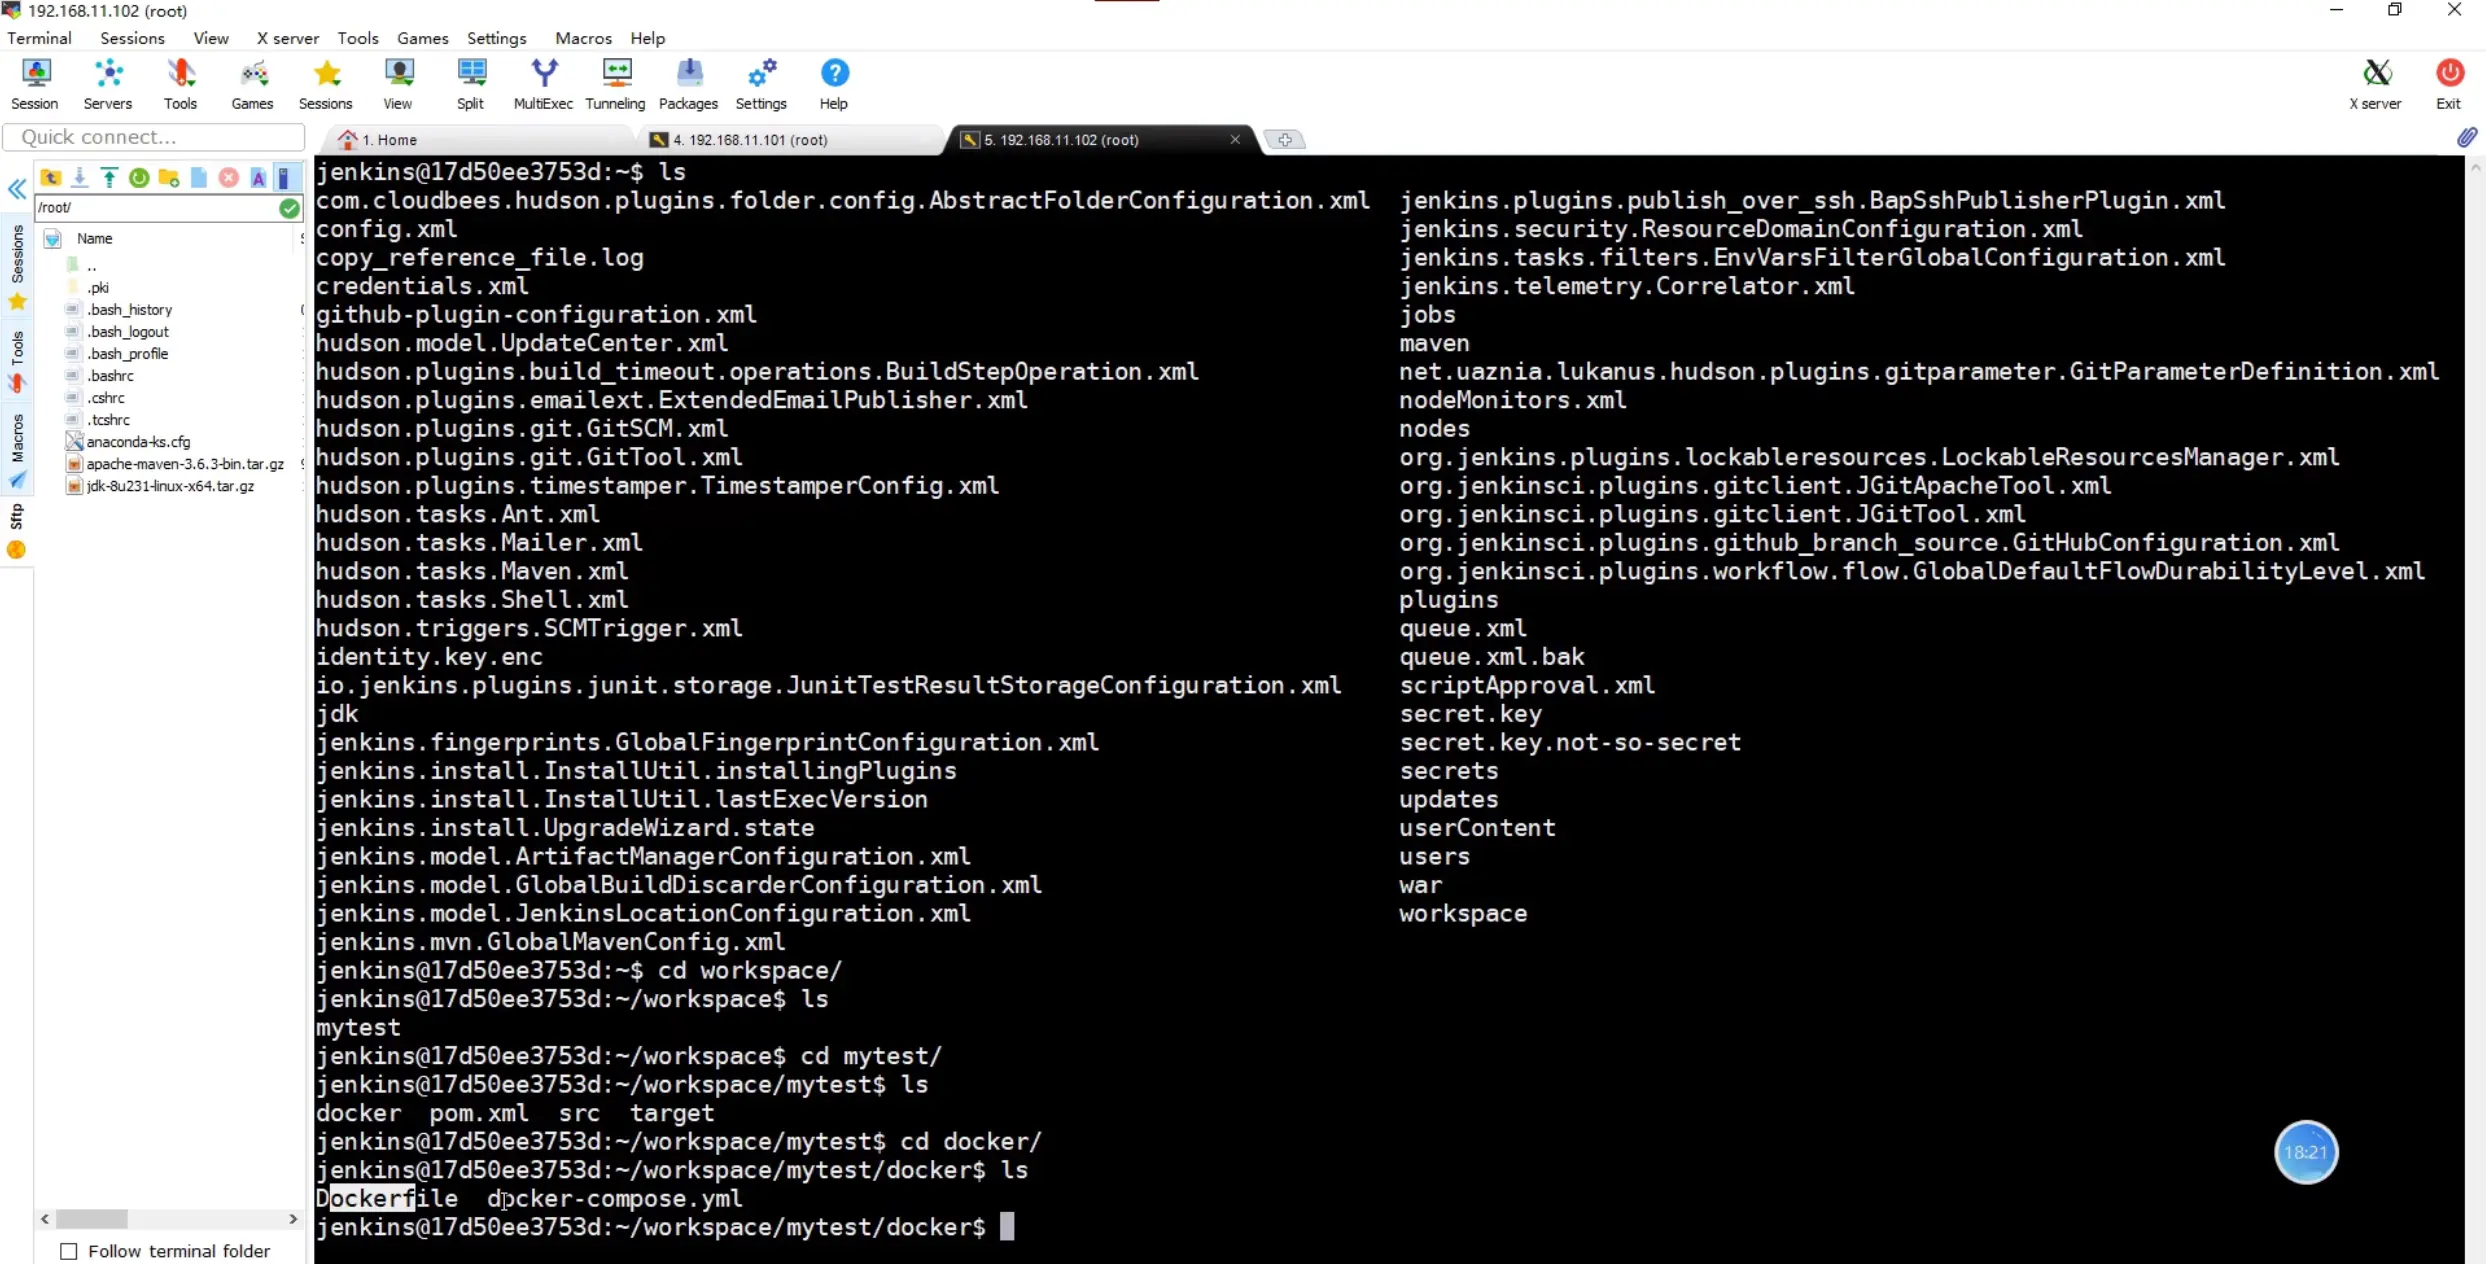 192.168.11.102 (root)
Terminal Sessions View X server Tools Games Settings Macros Help
Session Servers Tools Games Sessions View Split MultiExec Tunneling Packages Settings Help X server Exit
Quick connect...
1. Home
4. 192.168.11.101 (root)
5. 192.168.11.102 (root)
/root/
Name
..
.pki
.bash_history
.bash_logout
.bash_profile
.bashrc
.cshrc
.tcshrc
anaconda-ks.cfg
apache-maven-3.6.3-bin.tar.gz
jdk-8u231-linux-x64.tar.gz
Sessions
Tools
Macros
Sftp
Follow terminal folder
jenkins@17d50ee3753d:~$ ls
com.cloudbees.hudson.plugins.folder.config.AbstractFolderConfiguration.xml jenkins.plugins.publish_over_ssh.BapSshPublisherPlugin.xml
config.xml jenkins.security.ResourceDomainConfiguration.xml
copy_reference_file.log jenkins.tasks.filters.EnvVarsFilterGlobalConfiguration.xml
credentials.xml jenkins.telemetry.Correlator.xml
github-plugin-configuration.xml jobs
hudson.model.UpdateCenter.xml maven
hudson.plugins.build_timeout.operations.BuildStepOperation.xml net.uaznia.lukanus.hudson.plugins.gitparameter.GitParameterDefinition.xml
hudson.plugins.emailext.ExtendedEmailPublisher.xml nodeMonitors.xml
hudson.plugins.git.GitSCM.xml nodes
hudson.plugins.git.GitTool.xml org.jenkins.plugins.lockableresources.LockableResourcesManager.xml
hudson.plugins.timestamper.TimestamperConfig.xml org.jenkinsci.plugins.gitclient.JGitApacheTool.xml
hudson.tasks.Ant.xml org.jenkinsci.plugins.gitclient.JGitTool.xml
hudson.tasks.Mailer.xml org.jenkinsci.plugins.github_branch_source.GitHubConfiguration.xml
hudson.tasks.Maven.xml org.jenkinsci.plugins.workflow.flow.GlobalDefaultFlowDurabilityLevel.xml
hudson.tasks.Shell.xml plugins
hudson.triggers.SCMTrigger.xml queue.xml
identity.key.enc queue.xml.bak
io.jenkins.plugins.junit.storage.JunitTestResultStorageConfiguration.xml scriptApproval.xml
jdk secret.key
jenkins.fingerprints.GlobalFingerprintConfiguration.xml secret.key.not-so-secret
jenkins.install.InstallUtil.installingPlugins secrets
jenkins.install.InstallUtil.lastExecVersion updates
jenkins.install.UpgradeWizard.state userContent
jenkins.model.ArtifactManagerConfiguration.xml users
jenkins.model.GlobalBuildDiscarderConfiguration.xml war
jenkins.model.JenkinsLocationConfiguration.xml workspace
jenkins.mvn.GlobalMavenConfig.xml
jenkins@17d50ee3753d:~$ cd workspace/
jenkins@17d50ee3753d:~/workspace$ ls
mytest
jenkins@17d50ee3753d:~/workspace$ cd mytest/
jenkins@17d50ee3753d:~/workspace/mytest$ ls
docker pom.xml src target
jenkins@17d50ee3753d:~/workspace/mytest$ cd docker/
jenkins@17d50ee3753d:~/workspace/mytest/docker$ ls
Dockerfile docker-compose.yml
jenkins@17d50ee3753d:~/workspace/mytest/docker$
18:21